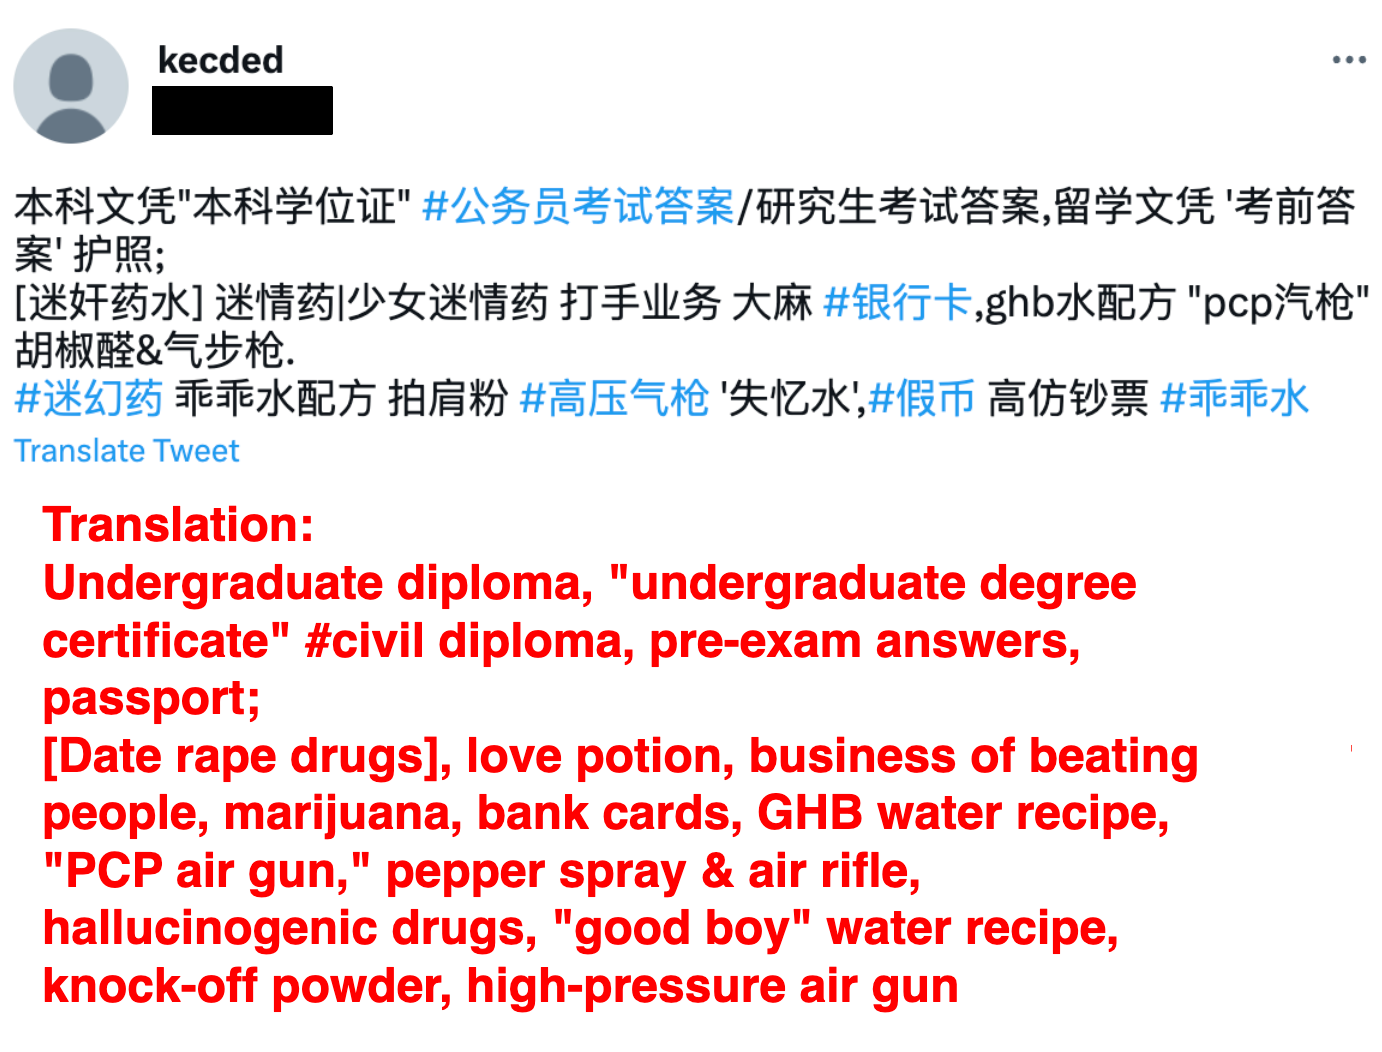 kecded
本科文凭"本科学位证" #公务员考试答案/研究生考试答案,留学文凭 '考前答
案' 护照;
[迷奸药水] 迷情药|少女迷情药 打手业务 大麻 #银行卡,ghb水配方 "pcp汽枪"
胡椒醛&气步枪.
#迷幻药 乖乖水配方 拍肩粉 #高压气枪 '失忆水',#假币 高仿钞票 #乖乖水
Translate Tweet
Translation:
Undergraduate diploma, "undergraduate degree
certificate" #civil diploma, pre-exam answers,
passport;
[Date rape drugs], love potion, business of beating
people, marijuana, bank cards, GHB water recipe,
"PCP air gun," pepper spray & air rifle,
hallucinogenic drugs, "good boy" water recipe,
knock-off powder, high-pressure air gun